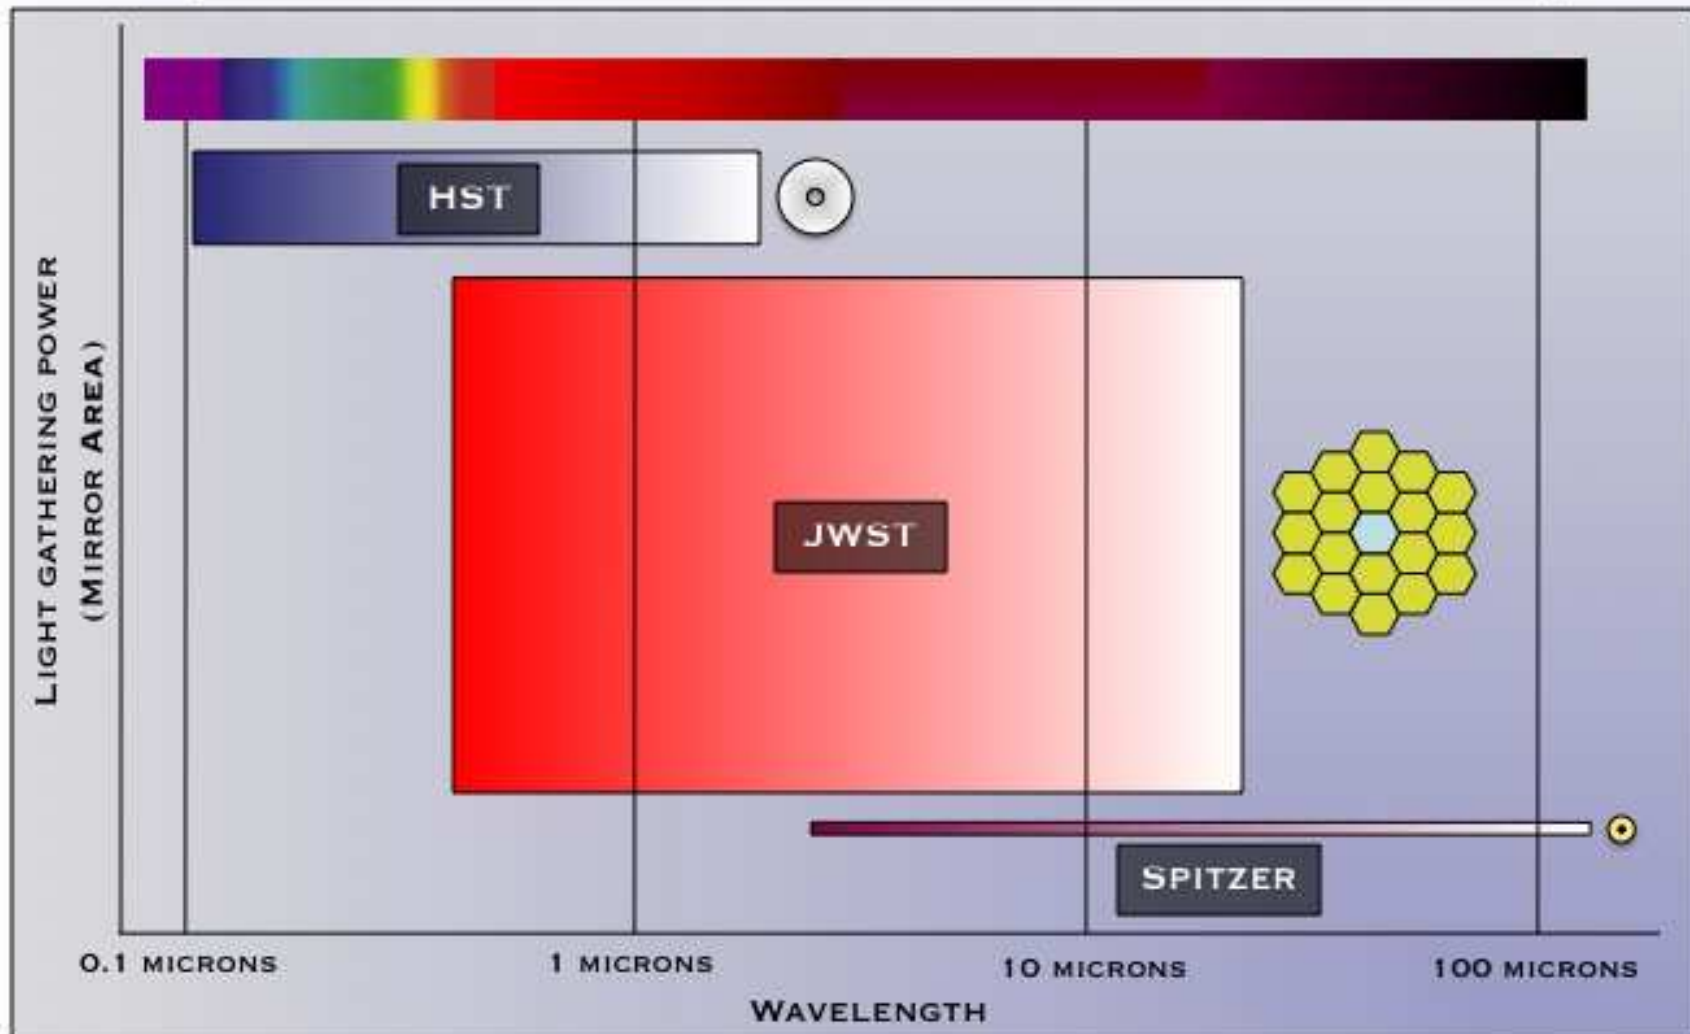 HST
JWST
SPITZER
LIGHT GATHERING POWER
(MIRROR AREA)
0.1 MICRONS
1 MICRONS
10 MICRONS
100 MICRONS
WAVELENGTH